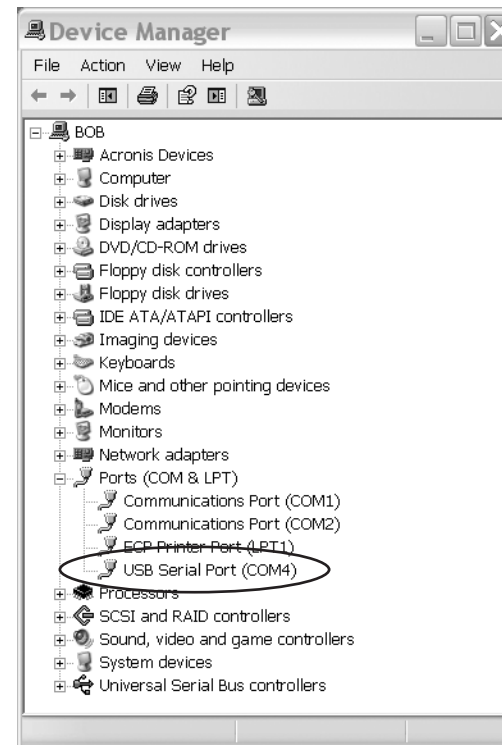 Device Manager
File Action View Help
BOB
Acronis Devices
Computer
Disk drives
Display adapters
DVD/CD-ROM drives
Floppy disk controllers
Floppy disk drives
IDE ATA/ATAPI controllers
Imaging devices
Keyboards
Mice and other pointing devices
Modems
Monitors
Network adapters
Ports (COM & LPT)
Communications Port (COM1)
Communications Port (COM2)
ECP Printer Port (LPT1)
USB Serial Port (COM4)
Processors
SCSI and RAID controllers
Sound, video and game controllers
System devices
Universal Serial Bus controllers